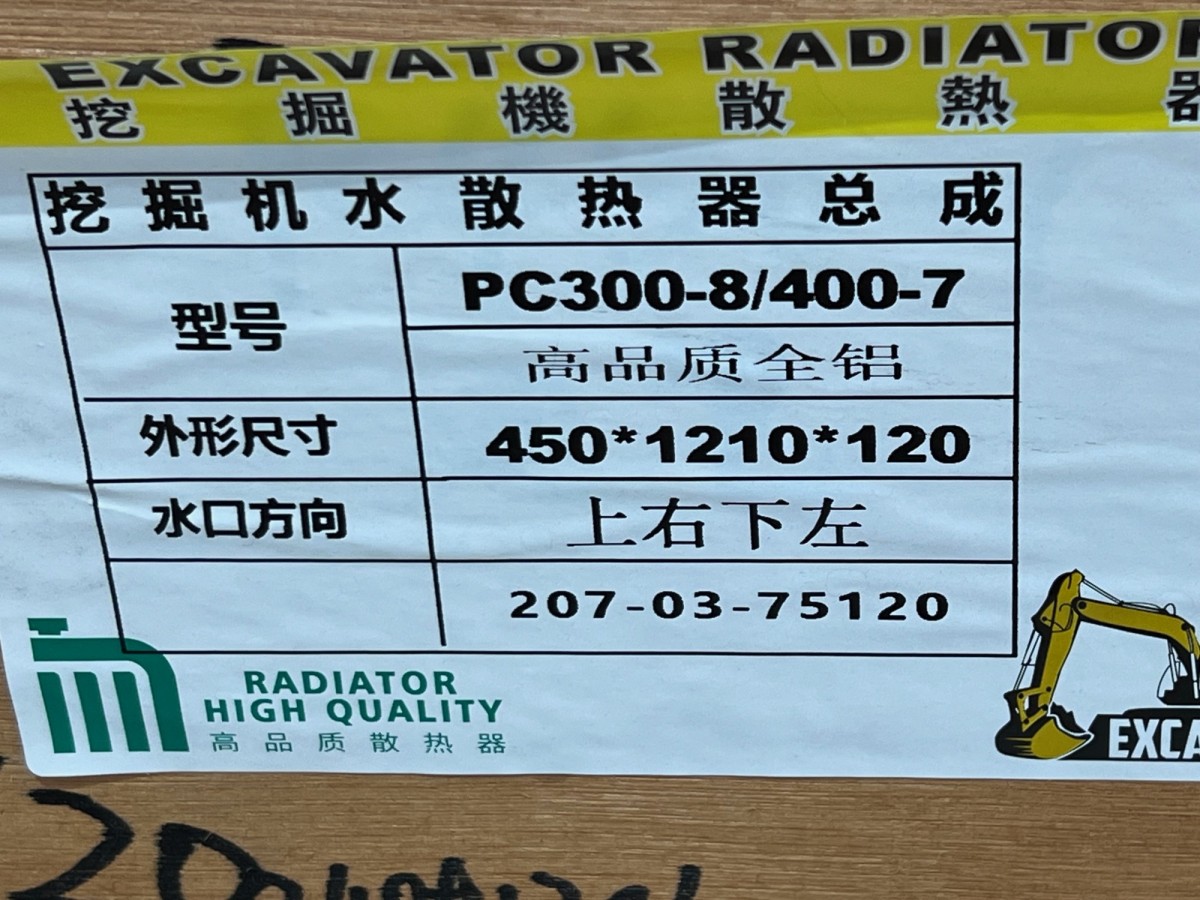 EXCAVATOR RADIATOR
挖掘機散熱器
挖掘机水散热器总成
型号
PC300-8/400-7
高品质全铝
外形尺寸
450*1210*120
水口方向
上右下左
207-03-75120
RADIATOR
HIGH QUALITY
高品质散热器
EXCA